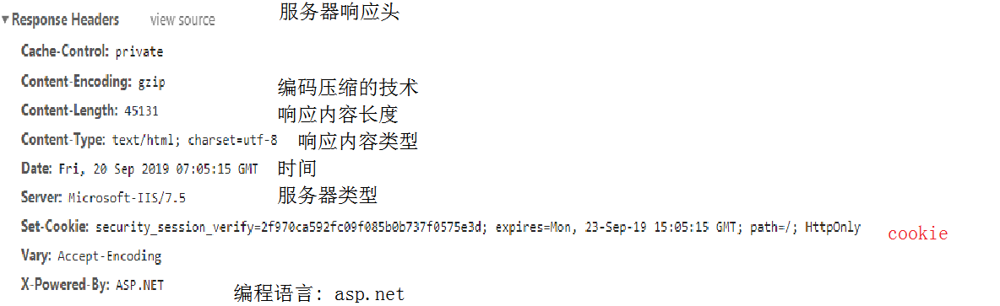 ▼Response Headers view source 服务器响应头
Cache-Control: private
Content-Encoding: gzip 编码压缩的技术
Content-Length: 45131 响应内容长度
Content-Type: text/html; charset=utf-8 响应内容类型
Date: Fri, 20 Sep 2019 07:05:15 GMT 时间
Server: Microsoft-IIS/7.5 服务器类型
Set-Cookie: security_session_verify=2f970ca592fc09f085b0b737f0575e3d; expires=Mon, 23-Sep-19 15:05:15 GMT; path=/; HttpOnly cookie
Vary: Accept-Encoding
X-Powered-By: ASP.NET 编程语言: asp.net